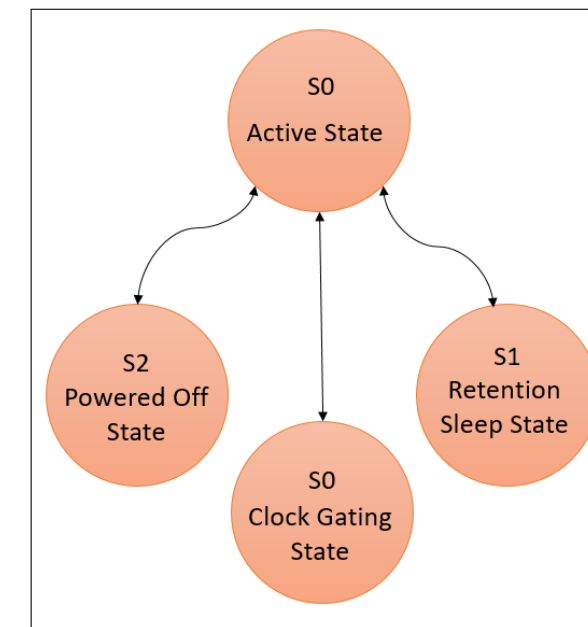 S0
Active State
S2
Powered Off
State
S1
Retention
Sleep State
S0
Clock Gating
State